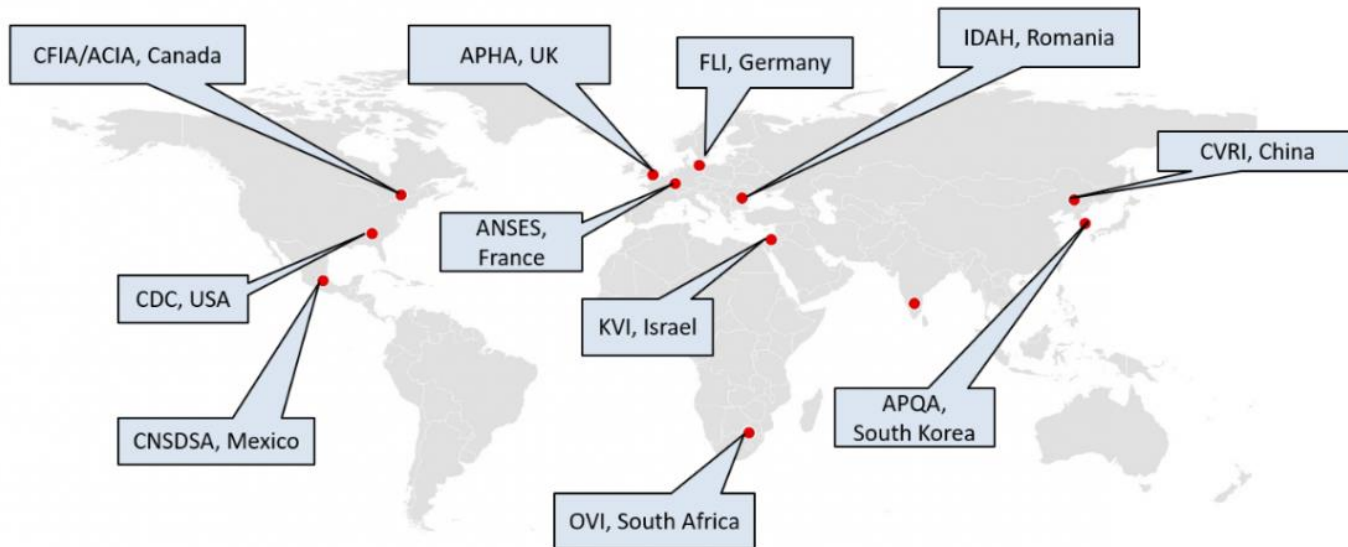 CFIA/ACIA, Canada
APHA, UK
FLI, Germany
IDAH, Romania
CVRI, China
ANSES,
France
CDC, USA
KVI, Israel
CNSDSA, Mexico
APQA,
South Korea
OVI, South Africa